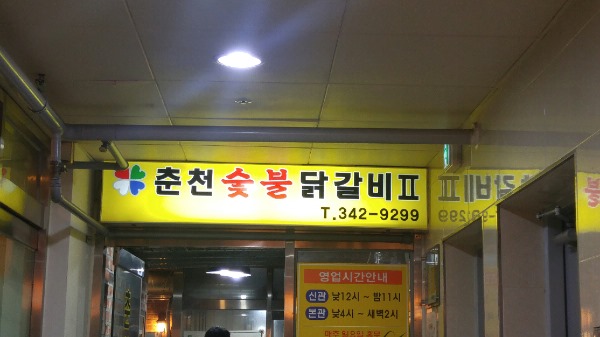 춘천숯불닭갈비Ⅱ
T.342-9299
영업시간안내
신관 낮12시 ~ 밤11시
본관 낮4시 ~ 새벽2시